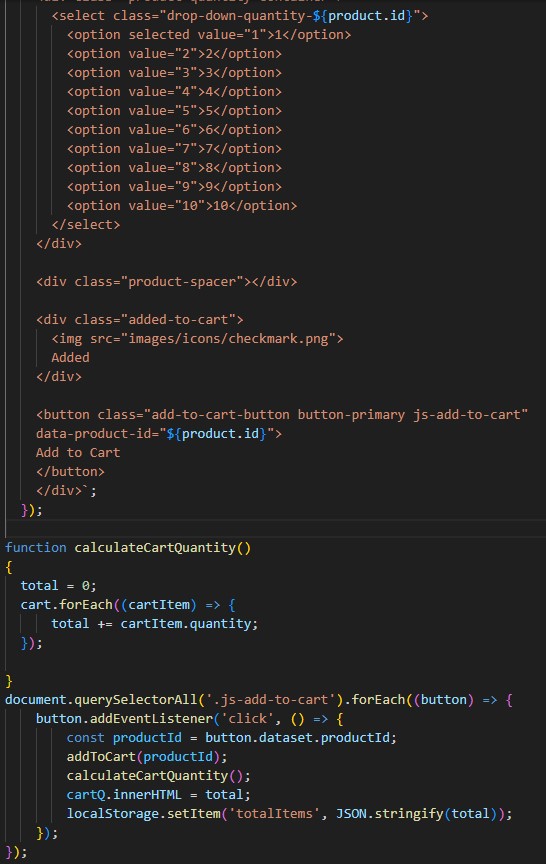 <select class="drop-down-quantity-${product.id}">
<option selected value="1">1</option>
<option value="2">2</option>
<option value="3">3</option>
<option value="4">4</option>
<option value="5">5</option>
<option value="6">6</option>
<option value="7">7</option>
<option value="8">8</option>
<option value="9">9</option>
<option value="10">10</option>
</select>
</div>
<div class="product-spacer"></div>
<div class="added-to-cart">
<img src="images/icons/checkmark.png">
Added
</div>
<button class="add-to-cart-button button-primary js-add-to-cart"
data-product-id="${product.id}">
Add to Cart
</button>
</div>`;
});
function calculateCartQuantity()
{
total = 0;
cart.forEach((cartItem) => {
total += cartItem.quantity;
});
}
document.querySelectorAll('.js-add-to-cart').forEach((button) => {
button.addEventListener('click', () => {
const productId = button.dataset.productId;
addToCart(productId);
calculateCartQuantity();
cartQ.innerHTML = total;
localStorage.setItem('totalItems', JSON.stringify(total));
});
});